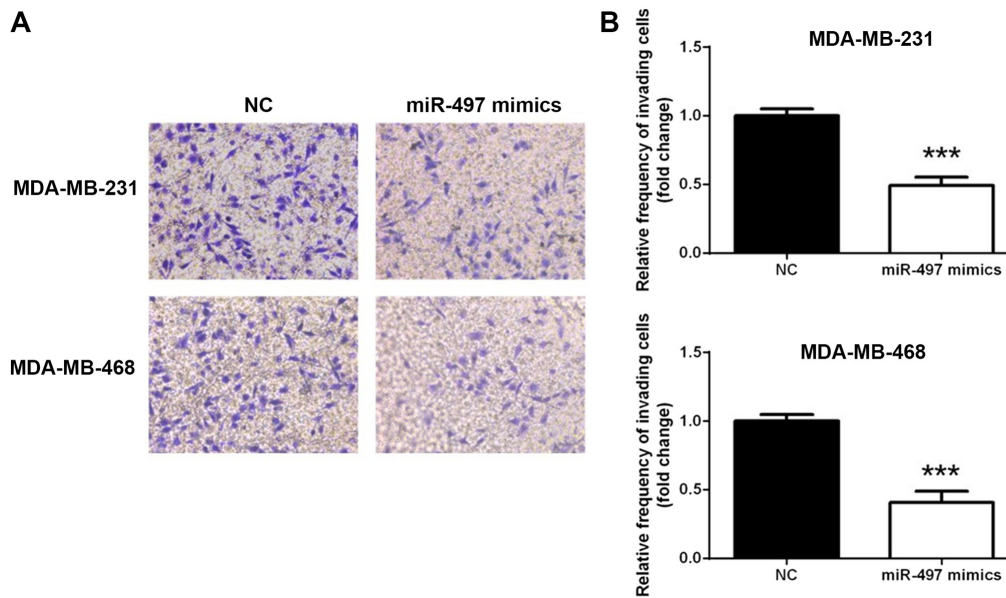 A
NC
miR-497 mimics
MDA-MB-231
MDA-MB-468
B
MDA-MB-231
Relative frequency of invading cells
(fold change)
1.5
1.0
0.5
0.0
***
NC
miR-497 mimics
MDA-MB-468
Relative frequency of invading cells
(fold change)
1.5
1.0
0.5
0.0
***
NC
miR-497 mimics